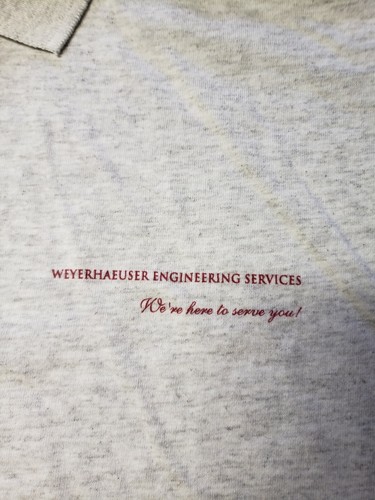 WEYERHAEUSER ENGINEERING SERVICES
We're here to serve you!